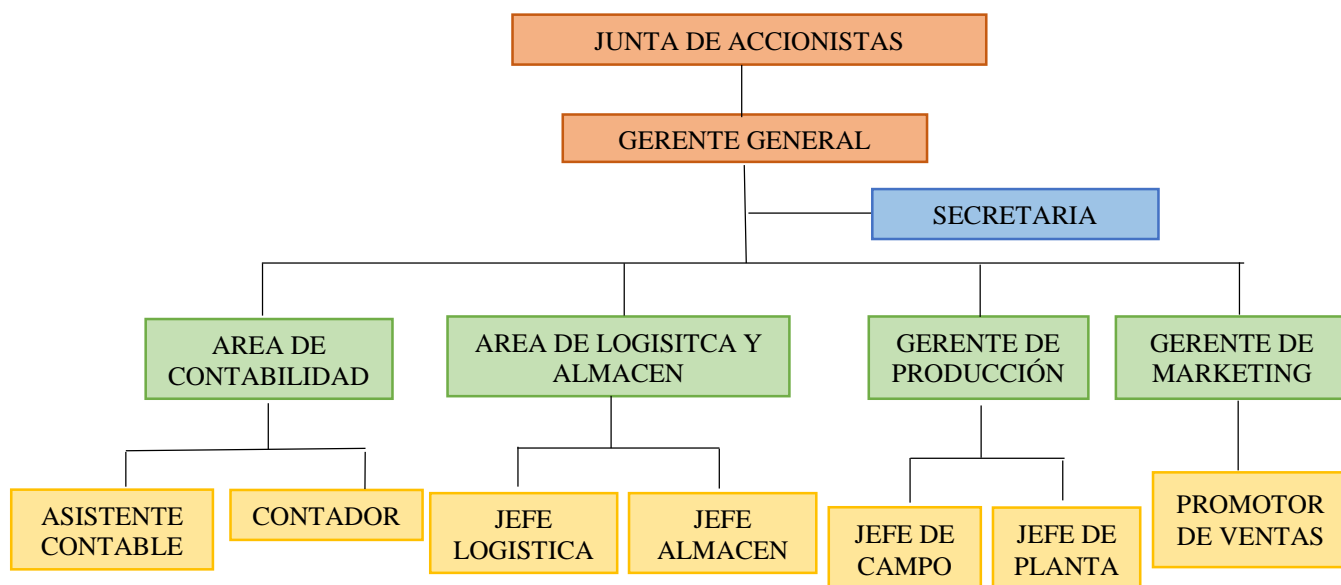 JUNTA DE ACCIONISTAS
GERENTE GENERAL
SECRETARIA
AREA DE
CONTABILIDAD
AREA DE LOGISITCA Y
ALMACEN
GERENTE DE
PRODUCCIÓN
GERENTE DE
MARKETING
ASISTENTE
CONTABLE
CONTADOR
JEFE
LOGISTICA
JEFE
ALMACEN
JEFE DE
CAMPO
JEFE DE
PLANTA
PROMOTOR
DE VENTAS